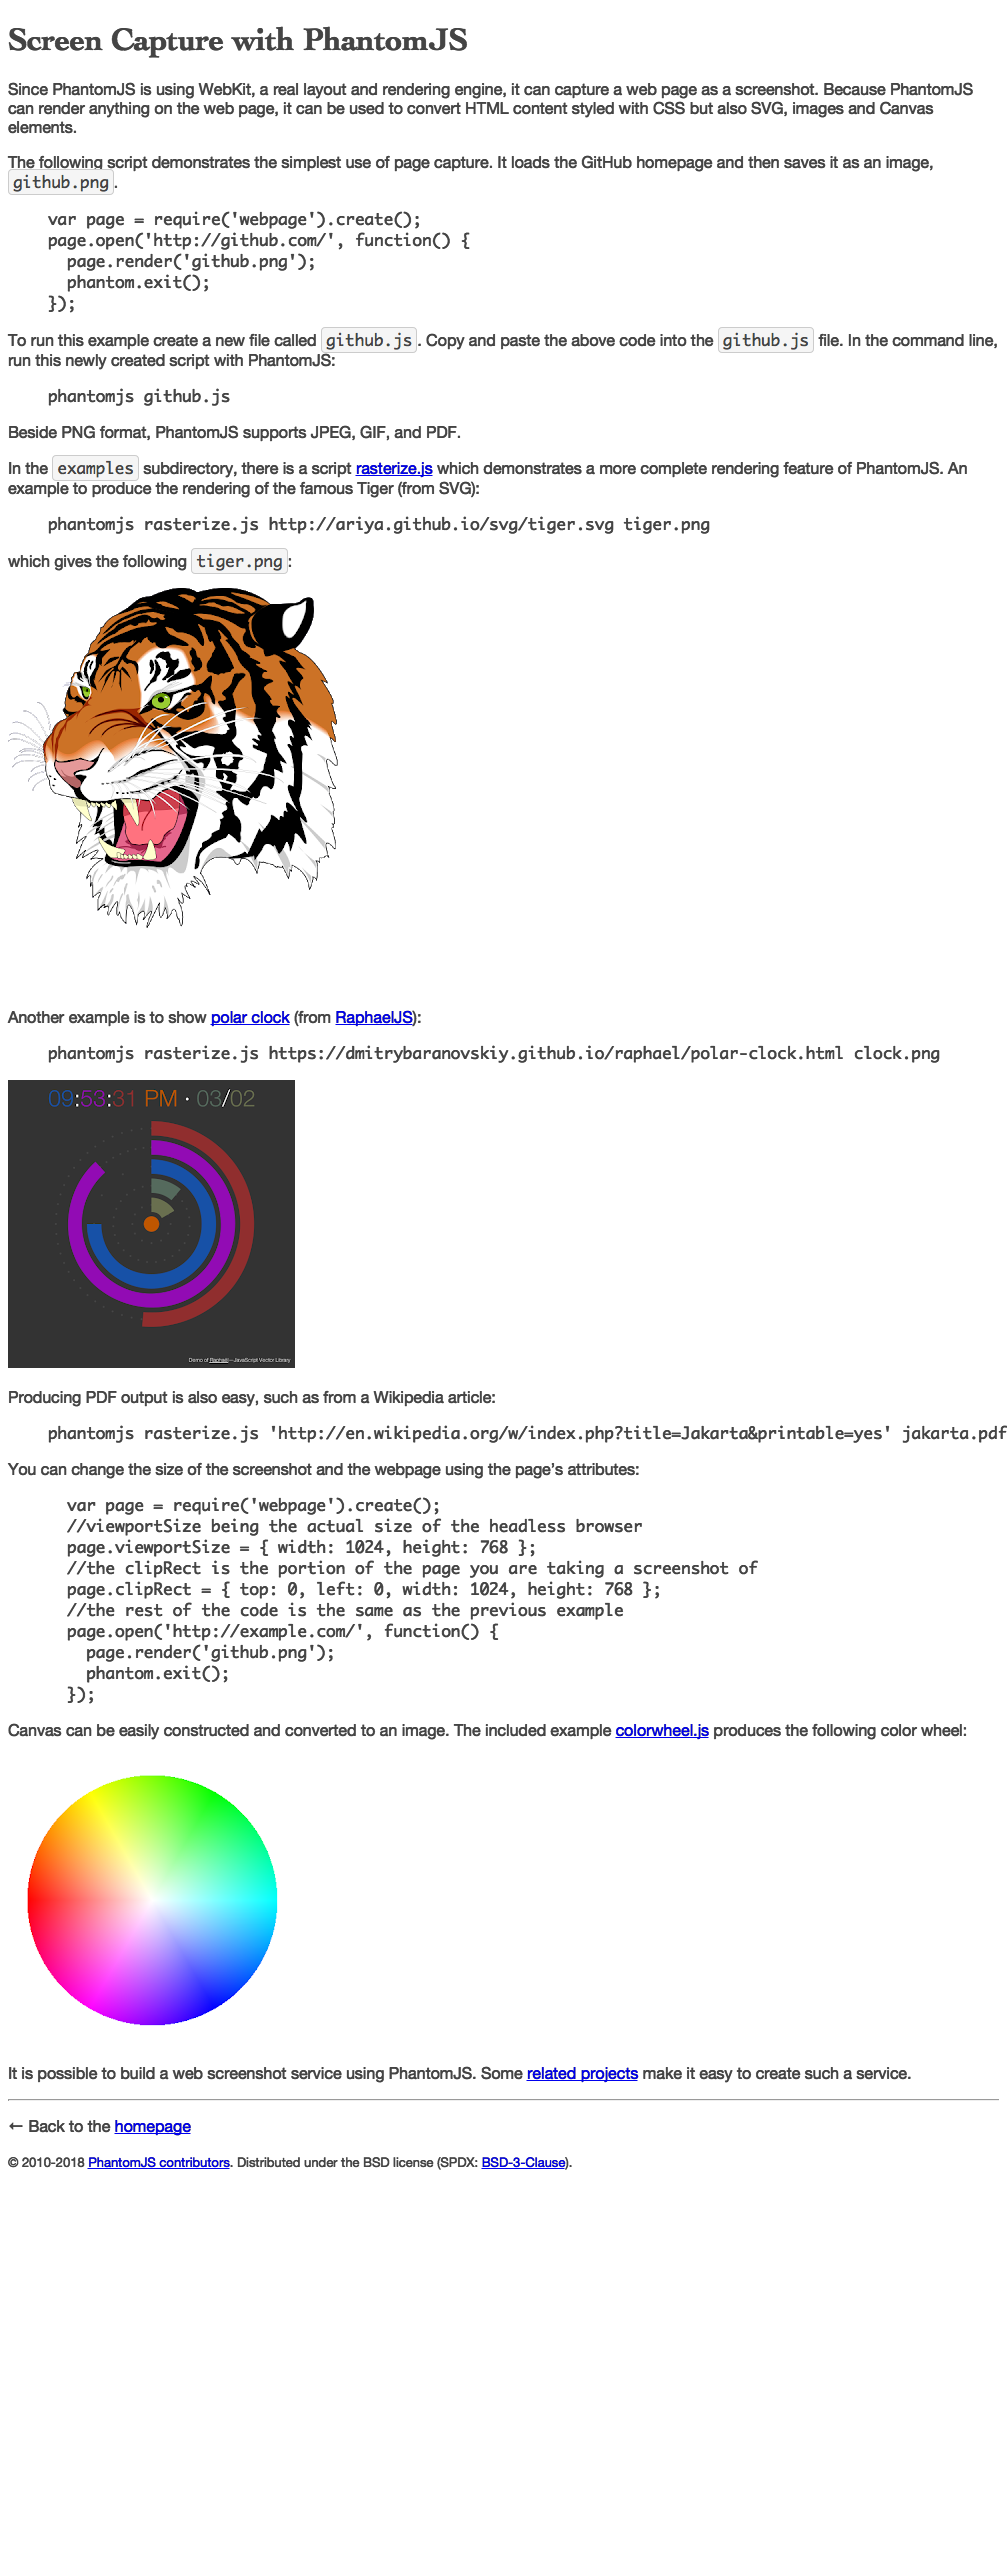 Screen Capture with PhantomJS
Since PhantomJS is using WebKit, a real layout and rendering engine, it can capture a web page as a screenshot. Because PhantomJS
can render anything on the web page, it can be used to convert HTML content styled with CSS but also SVG, images and Canvas
elements.
The following script demonstrates the simplest use of page capture. It loads the GitHub homepage and then saves it as an image,
github.png.
var page = require('webpage').create();
page.open('http://github.com/', function() {
  page.render('github.png');
  phantom.exit();
});
To run this example create a new file called github.js. Copy and paste the above code into the github.js file. In the command line,
run this newly created script with PhantomJS:
phantomjs github.js
Beside PNG format, PhantomJS supports JPEG, GIF, and PDF.
In the examples subdirectory, there is a script rasterize.js which demonstrates a more complete rendering feature of PhantomJS. An
example to produce the rendering of the famous Tiger (from SVG):
phantomjs rasterize.js http://ariya.github.io/svg/tiger.svg tiger.png
which gives the following tiger.png:
Another example is to show polar clock (from RaphaelJS):
phantomjs rasterize.js https://dmitrybaranovskiy.github.io/raphael/polar-clock.html clock.png
09:53:31 PM · 03/02
Demo of Raphaël—JavaScript Vector Library
Producing PDF output is also easy, such as from a Wikipedia article:
phantomjs rasterize.js 'http://en.wikipedia.org/w/index.php?title=Jakarta&printable=yes' jakarta.pdf
You can change the size of the screenshot and the webpage using the page's attributes:
var page = require('webpage').create();
//viewportSize being the actual size of the headless browser
page.viewportSize = { width: 1024, height: 768 };
//the clipRect is the portion of the page you are taking a screenshot of
page.clipRect = { top: 0, left: 0, width: 1024, height: 768 };
//the rest of the code is the same as the previous example
page.open('http://example.com/', function() {
  page.render('github.png');
  phantom.exit();
});
Canvas can be easily constructed and converted to an image. The included example colorwheel.js produces the following color wheel:
It is possible to build a web screenshot service using PhantomJS. Some related projects make it easy to create such a service.
← Back to the homepage
© 2010-2018 PhantomJS contributors. Distributed under the BSD license (SPDX: BSD-3-Clause).